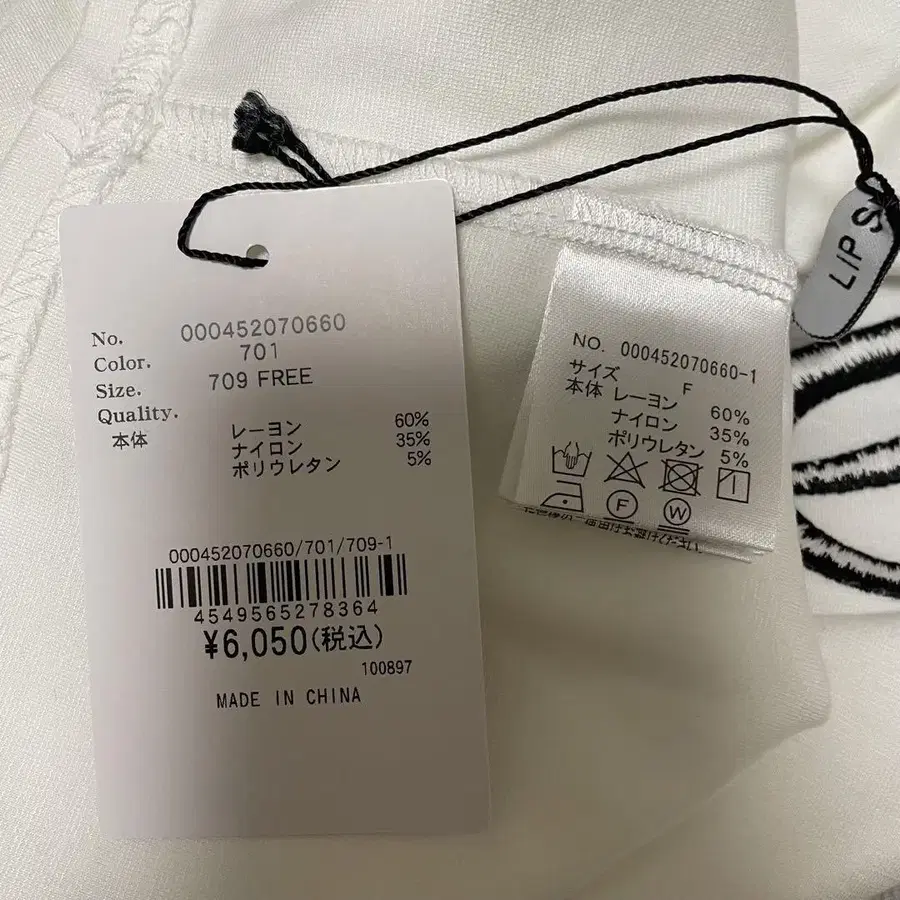 No. 000452070660
Color. 701
Size. 709 FREE
Quality.
本体 レーヨン 60%
ナイロン 35%
ポリウレタン 5%
000452070660/701/709-1
4549565278364
¥6,050(税込)
100897
MADE IN CHINA
NO. 000452070660-1
サイズ F
本体 レーヨン 60%
ナイロン 35%
ポリウレタン 5%
F W
LIP S